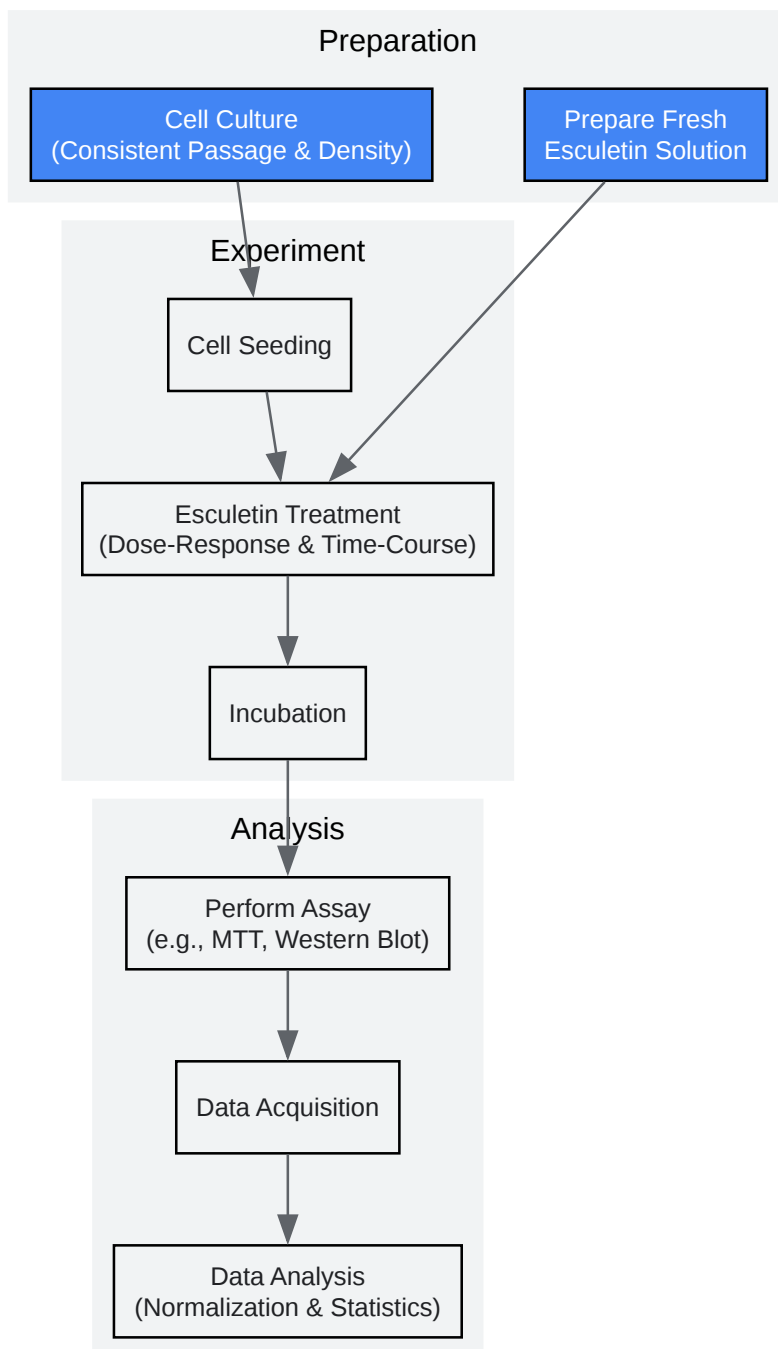 Preparation
Cell Culture
(Consistent Passage & Density)
Prepare Fresh
Esculetin Solution
Experiment
Cell Seeding
Esculetin Treatment
(Dose-Response & Time-Course)
Incubation
Analysis
Perform Assay
(e.g., MTT, Western Blot)
Data Acquisition
Data Analysis
(Normalization & Statistics)